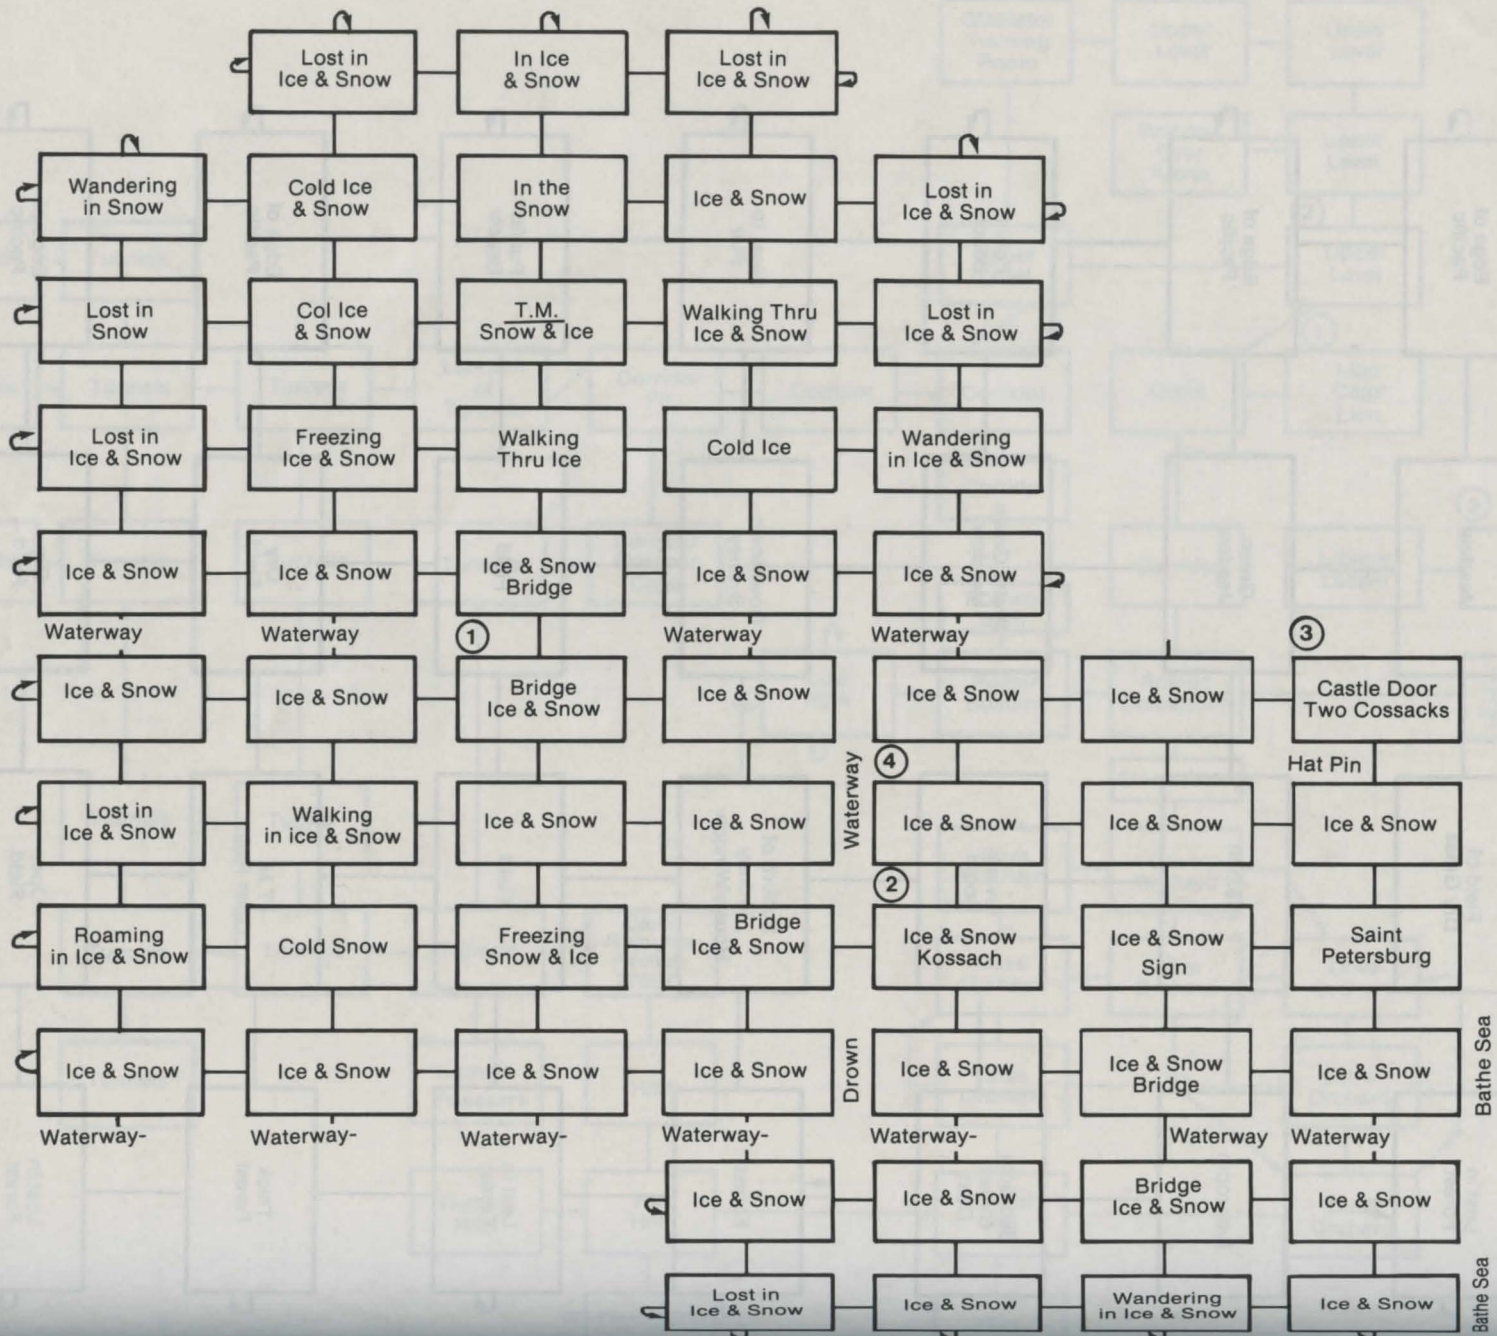 Lost in
Ice & Snow
In Ice
& Snow
Lost in
Ice & Snow
Wandering
in Snow
Cold Ice
& Snow
In the
Snow
Ice & Snow
Lost in
Ice & Snow
Lost in
Snow
Col Ice
& Snow
T.M.
Snow & Ice
Walking Thru
Ice & Snow
Lost in
Ice & Snow
Lost in
Ice & Snow
Freezing
Ice & Snow
Walking
Thru Ice
Cold Ice
Wandering
in Ice & Snow
Ice & Snow
Ice & Snow
Ice & Snow
Bridge
Ice & Snow
Ice & Snow
Waterway
Waterway
1
Waterway
Waterway
3
Ice & Snow
Ice & Snow
Bridge
Ice & Snow
Ice & Snow
Ice & Snow
Ice & Snow
Castle Door
Two Cossacks
Waterway
4
Hat Pin
Lost in
Ice & Snow
Walking
in ice & Snow
Ice & Snow
Ice & Snow
Ice & Snow
Ice & Snow
Ice & Snow
2
Roaming
in Ice & Snow
Cold Snow
Freezing
Snow & Ice
Bridge
Ice & Snow
Ice & Snow
Kossach
Ice & Snow
Sign
Saint
Petersburg
Ice & Snow
Ice & Snow
Ice & Snow
Ice & Snow
Drown
Ice & Snow
Ice & Snow
Bridge
Ice & Snow
Bathe Sea
Waterway-
Waterway-
Waterway-
Waterway-
Waterway-
Waterway
Waterway
Ice & Snow
Ice & Snow
Bridge
Ice & Snow
Ice & Snow
Lost in
Ice & Snow
Ice & Snow
Wandering
in Ice & Snow
Ice & Snow
Bathe Sea